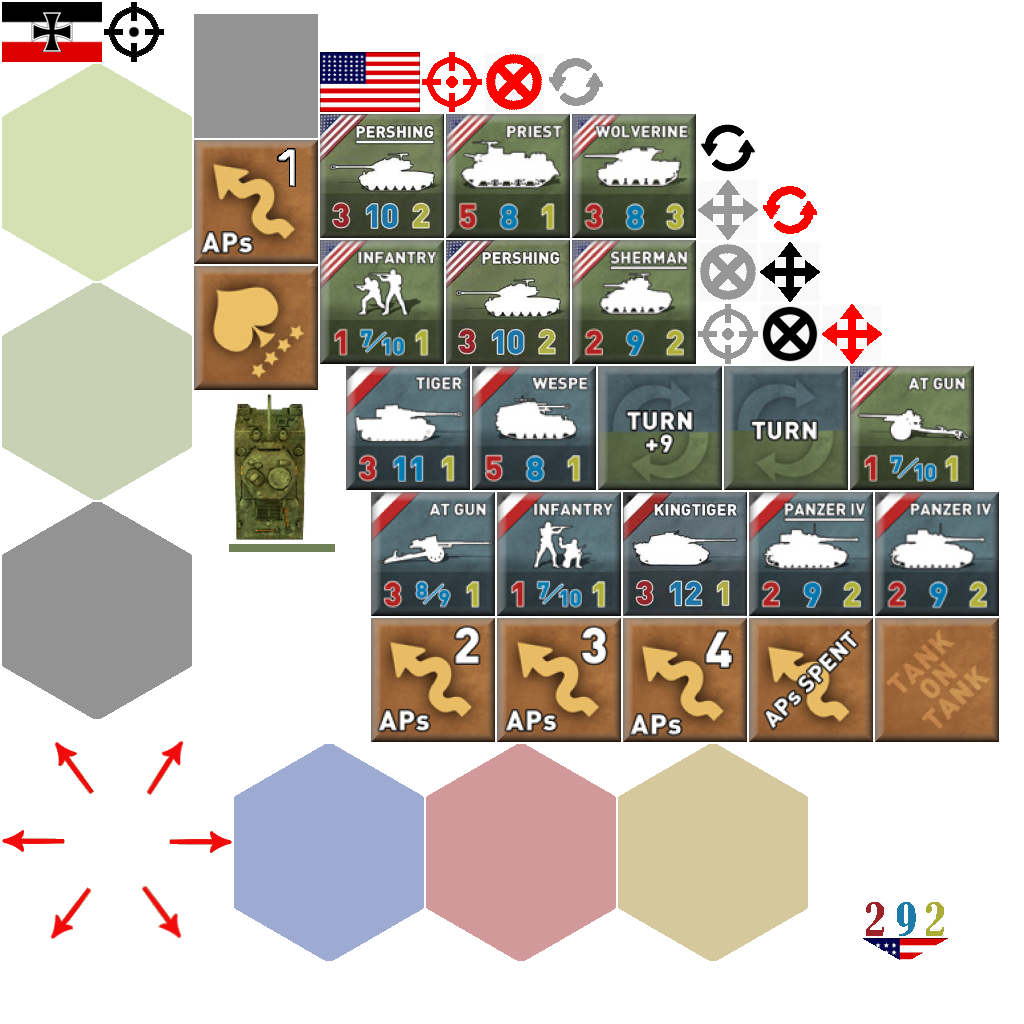 1
APs
PERSHING
3 10 2
PRIEST
5 8 1
WOLVERINE
3 8 3
INFANTRY
1 7/10 1
PERSHING
3 10 2
SHERMAN
2 9 2
TIGER
3 11 1
WESPE
5 8 1
TURN
+9
TURN
AT GUN
1 7/10 1
AT GUN
3 8/9 1
INFANTRY
1 7/10 1
KINGTIGER
3 12 1
PANZER IV
2 9 2
PANZER IV
2 9 2
2
APs
3
APs
4
APs
APs SPENT
TANK
ON
TANK
2 9 2